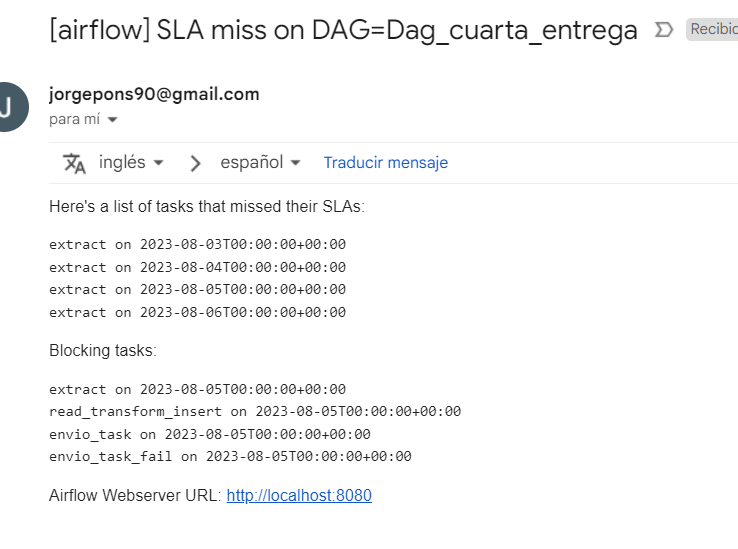 [airflow] SLA miss on DAG=Dag_cuarta_entrega
J
jorgepons90@gmail.com
para mí
inglés > español Traducir mensaje
Here's a list of tasks that missed their SLAs:
extract on 2023-08-03T00:00:00+00:00
extract on 2023-08-04T00:00:00+00:00
extract on 2023-08-05T00:00:00+00:00
extract on 2023-08-06T00:00:00+00:00
Blocking tasks:
extract on 2023-08-05T00:00:00+00:00
read_transform_insert on 2023-08-05T00:00:00+00:00
envio_task on 2023-08-05T00:00:00+00:00
envio_task_fail on 2023-08-05T00:00:00+00:00
Airflow Webserver URL: http://localhost:8080